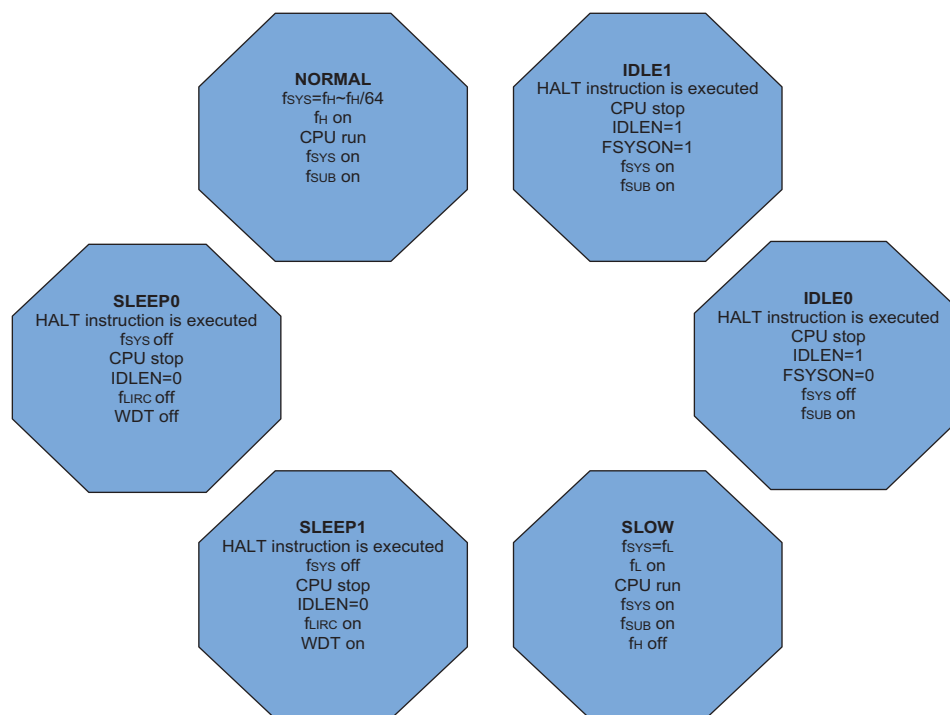 NORMAL
fSYS=fH~fH/64
fH on
CPU run
fSYS on
fSUB on
IDLE1
HALT instruction is executed
CPU stop
IDLEN=1
FSYSON=1
fSYS on
fSUB on
SLEEP0
HALT instruction is executed
fSYS off
CPU stop
IDLEN=0
fLIRC off
WDT off
IDLE0
HALT instruction is executed
CPU stop
IDLEN=1
FSYSON=0
fSYS off
fSUB on
SLEEP1
HALT instruction is executed
fSYS off
CPU stop
IDLEN=0
fLIRC on
WDT on
SLOW
fSYS=fL
fL on
CPU run
fSYS on
fSUB on
fH off